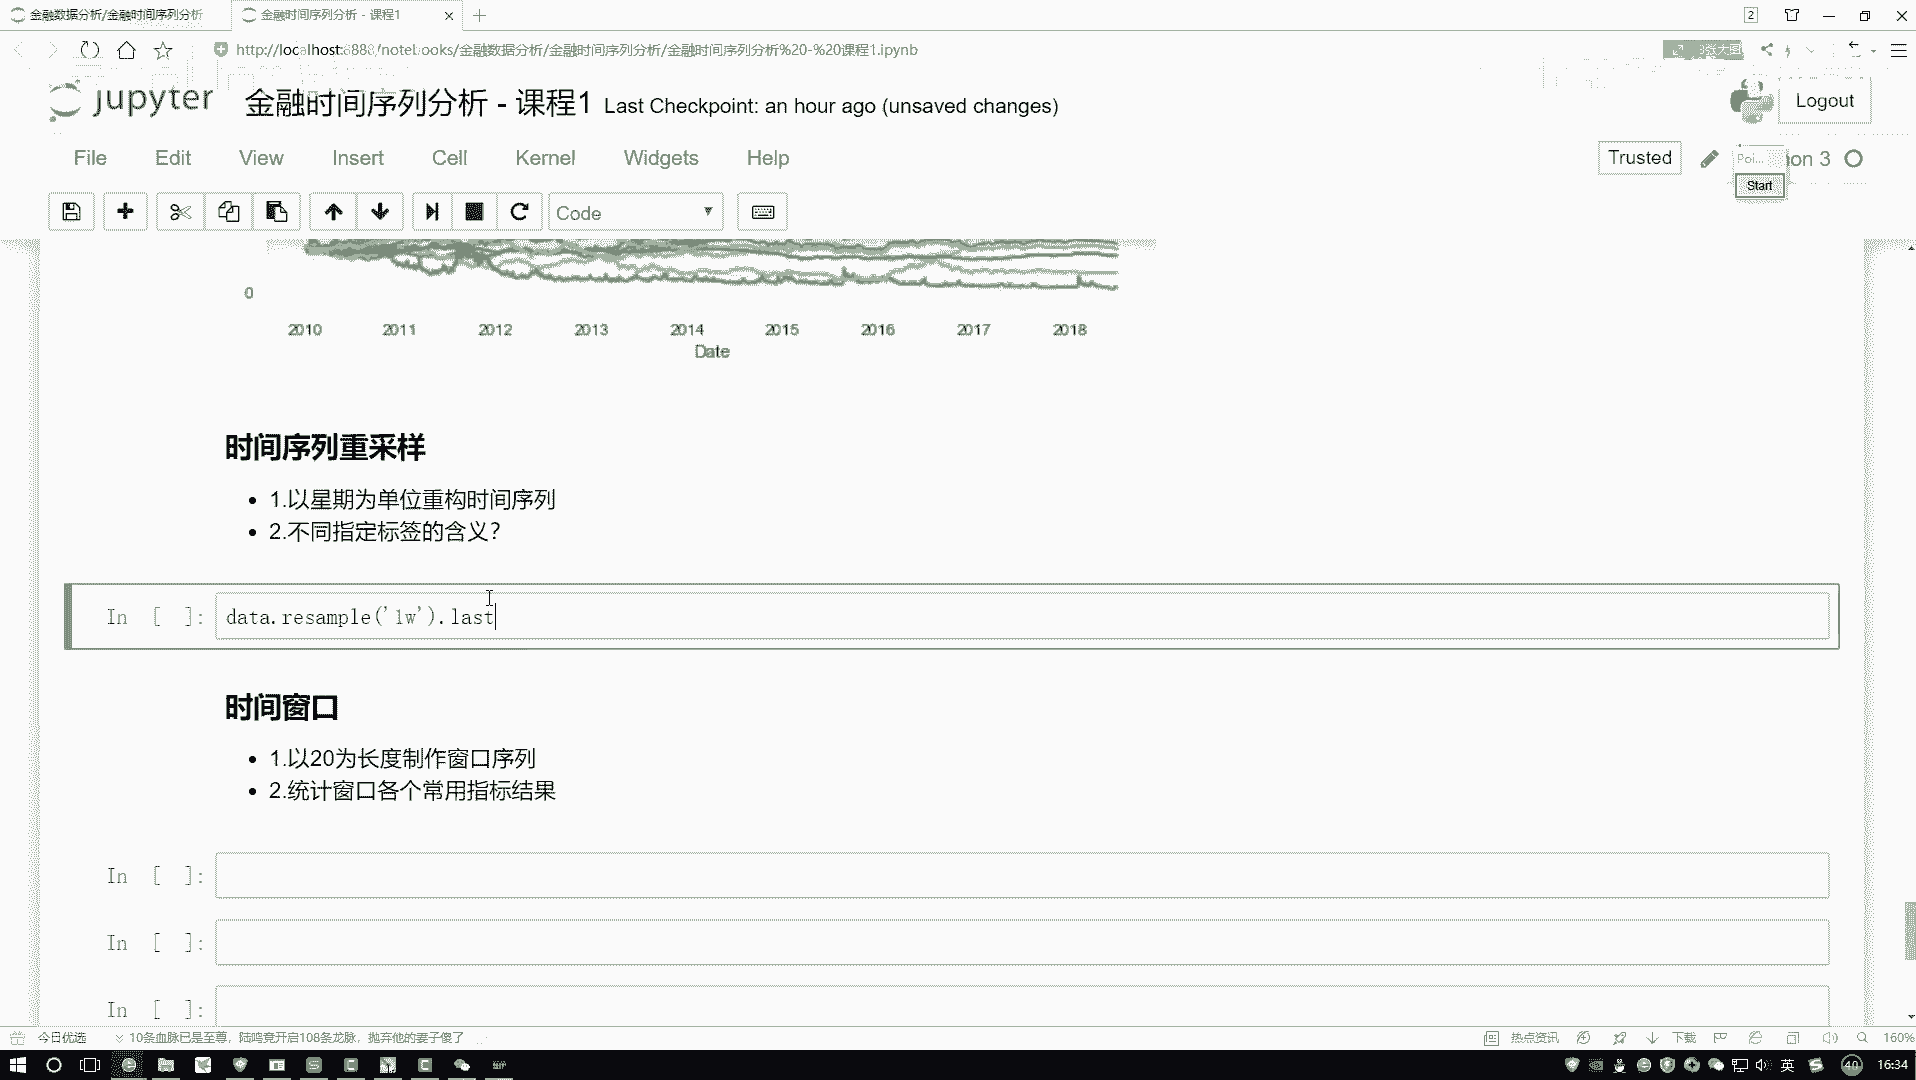 金融数据分析/金融时间序列分析
金融时间序列分析 - 课程1
2
http://localhost:8888/notebooks/金融数据分析/金融时间序列分析/金融时间序列分析%20-%20课程1.ipynb
jupyter 金融时间序列分析 - 课程1 Last Checkpoint: an hour ago (unsaved changes)
Logout
File Edit View Insert Cell Kernel Widgets Help
Trusted
Poi... on 3
Start
Code
0
2010 2011 2012 2013 2014 2015 2016 2017 2018
Date
时间序列重采样
1.以星期为单位重构时间序列
2.不同指定标签的含义?
In [ ]: data.resample('1w').last
时间窗口
1.以20为长度制作窗口序列
2.统计窗口各个常用指标结果
In [ ]:
In [ ]:
In [ ]:
今日优选 10条血脉已是至尊，陆鸣竟开启108条龙脉，抛弃他的妻子傻了
热点资讯 下载 160%
英 40 16:34